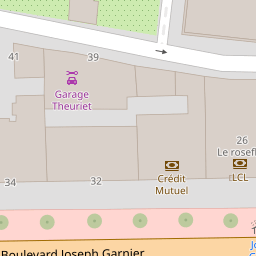 41
39
Garage
Theuriet
26
Le rosefl
Crédit
Mutuel
LCL
34
32
Boulevard Joseph Garnier